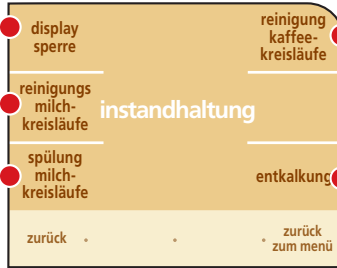 display
sperre
reinigung
kaffee-
kreisläufe
reinigungs
milch-
kreisläufe
instandhaltung
spülung
milch-
kreisläufe
entkalkung
zurück
zurück
zum menü